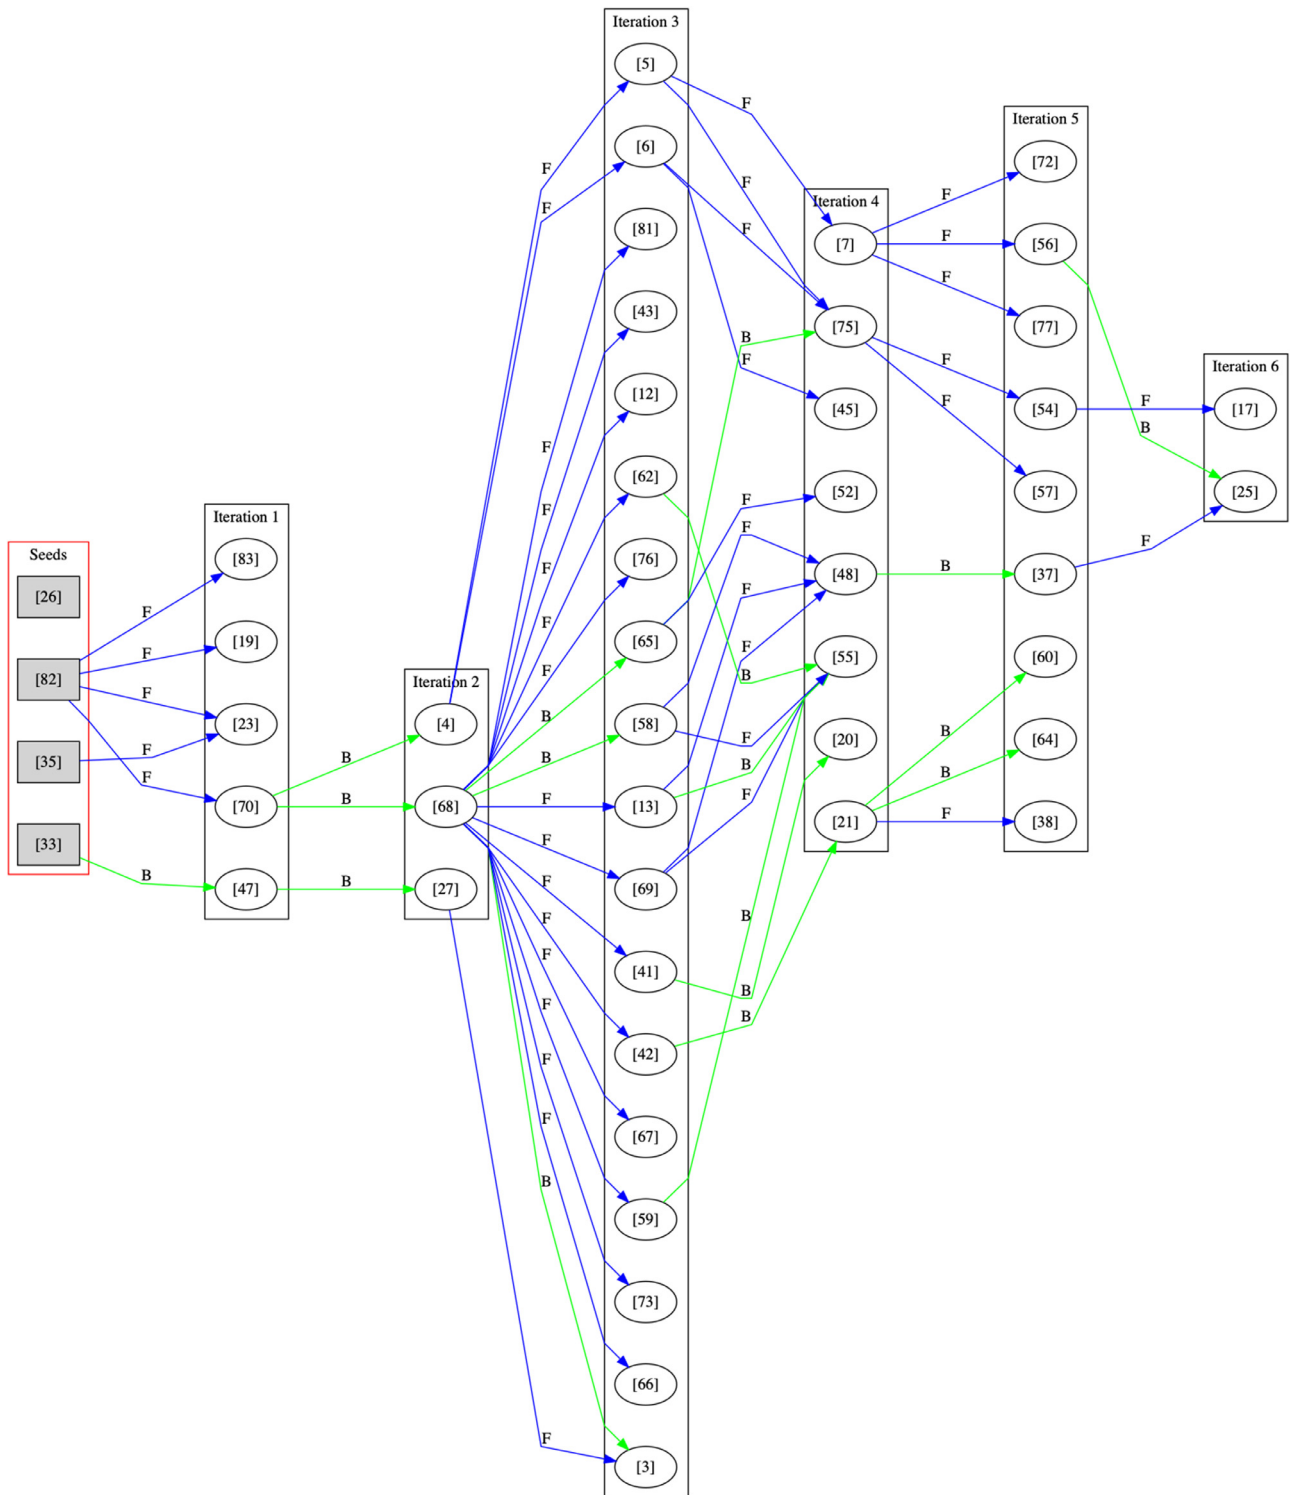 Seeds
[26]
[82]
[35]
[33]
F
F
F
F
F
B
Iteration 1
[83]
[19]
[23]
[70]
[47]
B
B
B
Iteration 2
[4]
[68]
[27]
F
F
F
F
F
F
F
B
B
F
F
F
F
F
F
F
F
B
F
Iteration 3
[5]
[6]
[81]
[43]
[12]
[62]
[76]
[65]
[58]
[13]
[69]
[41]
[42]
[67]
[59]
[73]
[66]
[3]
F
F
F
B
F
F
F
F
F
B
F
B
F
B
B
B
Iteration 4
[7]
[75]
[45]
[52]
[48]
[55]
[20]
[21]
F
F
F
F
F
B
B
B
F
Iteration 5
[72]
[56]
[77]
[54]
[57]
[37]
[60]
[64]
[38]
F
B
F
Iteration 6
[17]
[25]